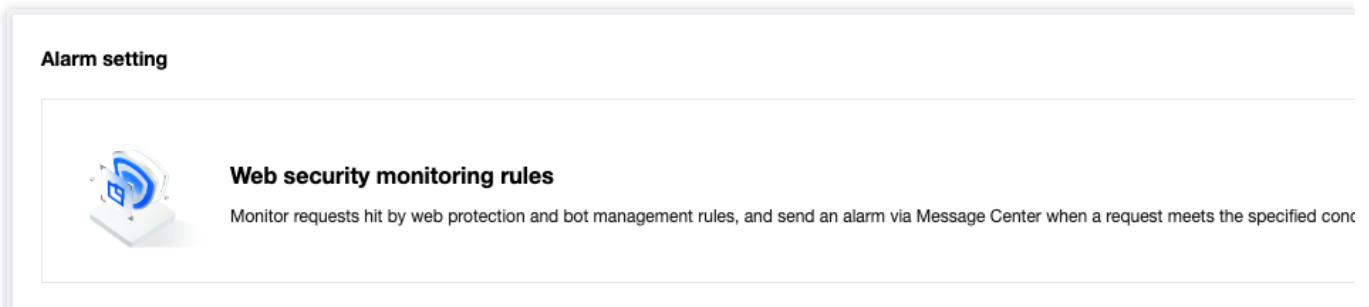 Alarm setting
Web security monitoring rules
Monitor requests hit by web protection and bot management rules, and send an alarm via Message Center when a request meets the specified